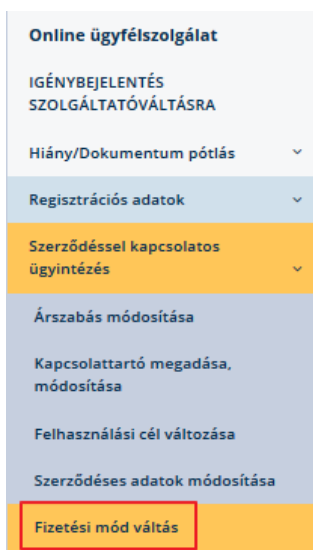 Online ügyfélszolgálat
IGÉNYBEJELENTÉS
SZOLGÁLTATÓVÁLTÁSRA
Hiány/Dokumentum pótlás
Regisztrációs adatok
Szerződéssel kapcsolatos
ügyintézés
Árszabás módosítása
Kapcsolattartó megadása,
módosítása
Felhasználási cél változása
Szerződéses adatok módosítása
Fizetési mód váltás